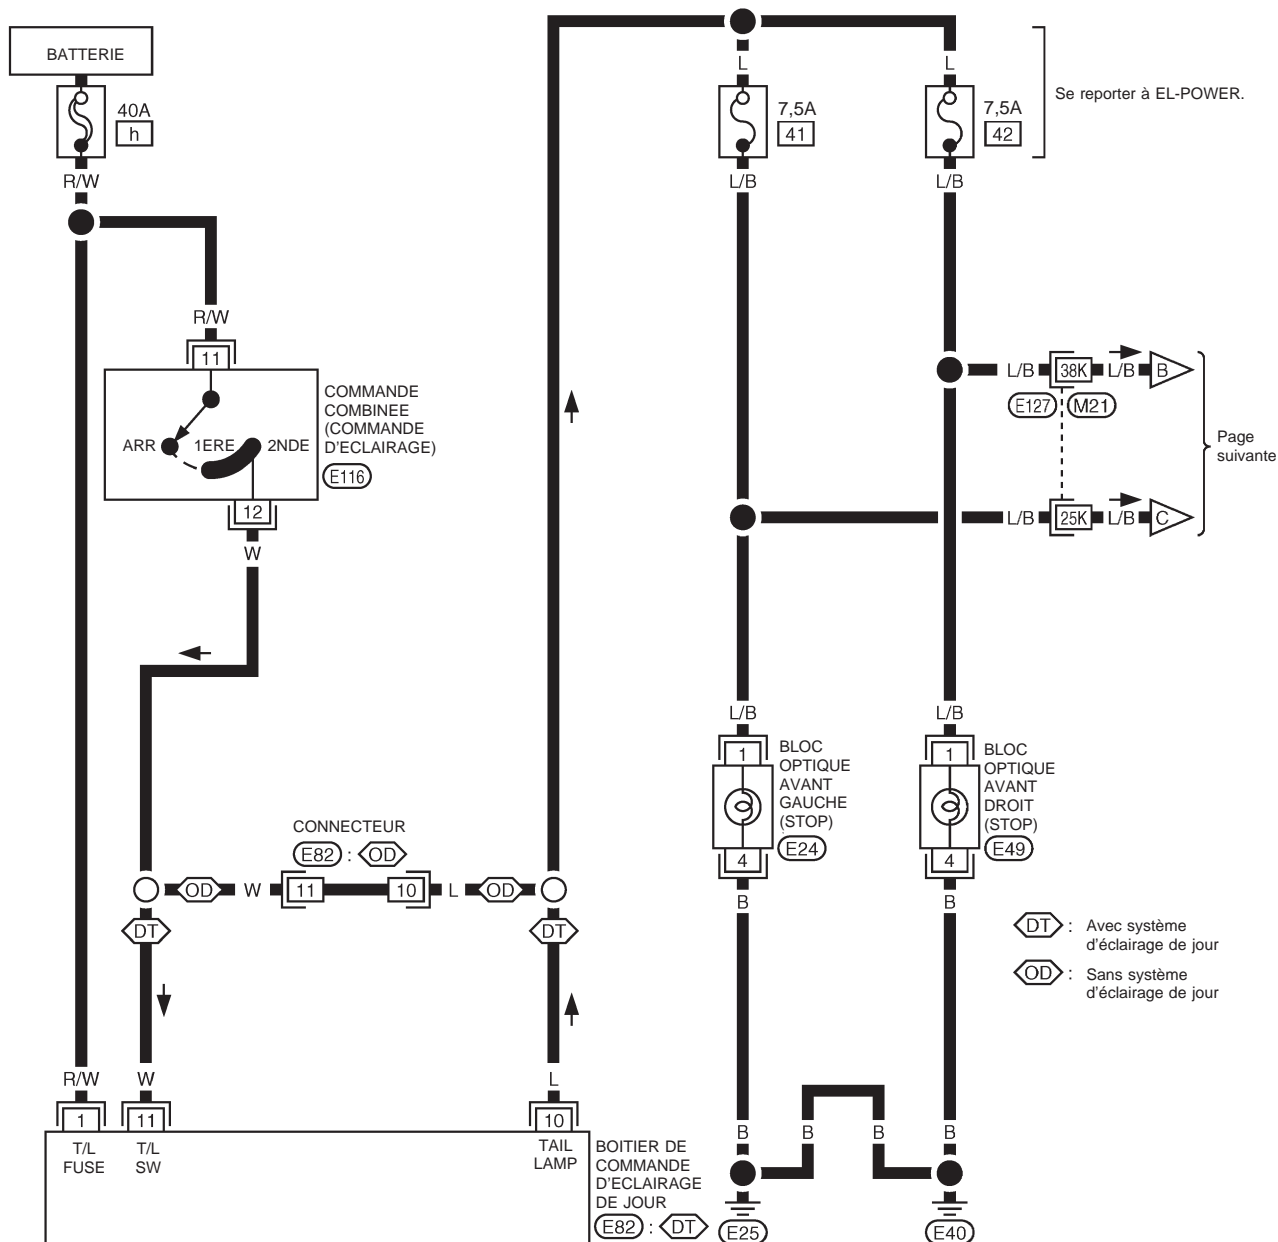 BATTERIE
40A
h
R/W
R/W
11
COMMANDE
COMBINEE
(COMMANDE
D'ECLAIRAGE)
E116
ARR
1ERE
2NDE
12
W
L
L
7,5A
41
7,5A
42
Se reporter à EL-POWER.
L/B
L/B
L/B
38K
L/B
B
E127
M21
L/B
25K
L/B
C
Page
suivante
L/B
L/B
1
BLOC
OPTIQUE
AVANT
GAUCHE
(STOP)
E24
4
B
1
BLOC
OPTIQUE
AVANT
DROIT
(STOP)
E49
4
B
CONNECTEUR
E82 : OD
OD
W
11
10
L
OD
DT
DT
DT : Avec système
d'éclairage de jour
OD : Sans système
d'éclairage de jour
R/W
W
L
1
11
10
T/L
FUSE
T/L
SW
TAIL
LAMP
BOITIER DE
COMMANDE
D'ECLAIRAGE
DE JOUR
E82 : DT
B
B
B
B
E25
E40